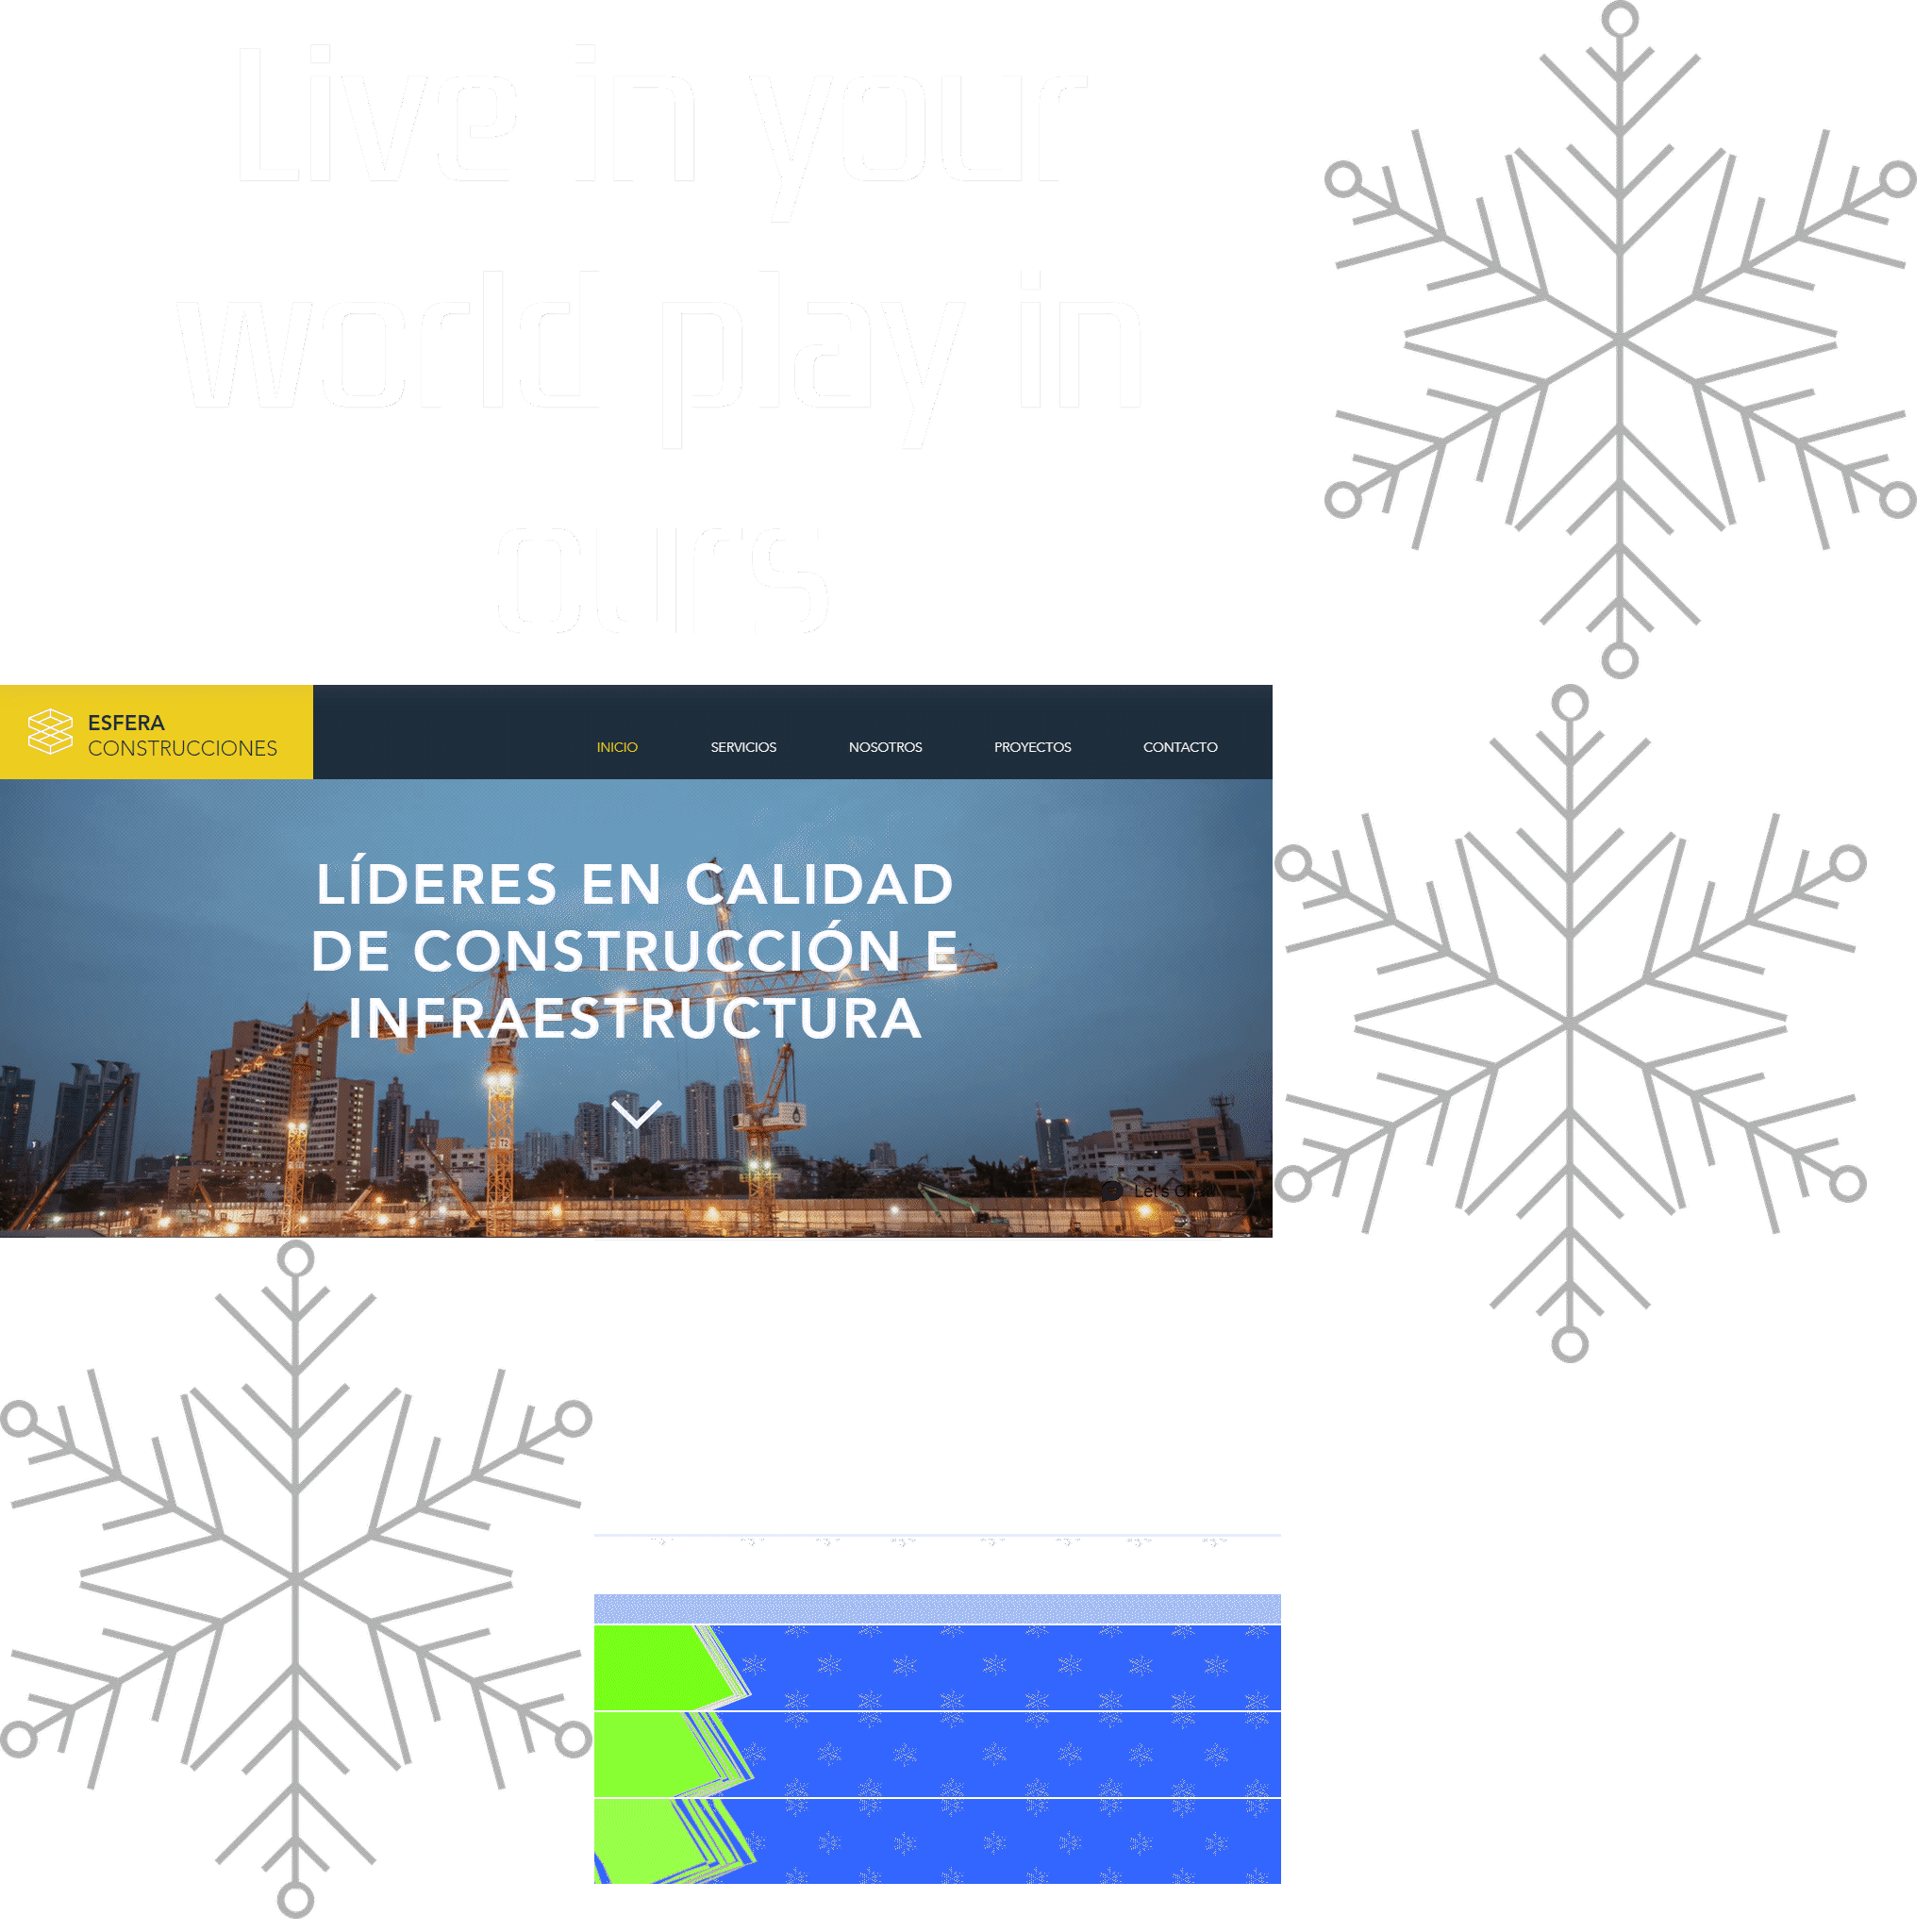 Live in your
world play in
ours
ESFERA
CONSTRUCCIONES
INICIO SERVICIOS NOSOTROS PROYECTOS CONTACTO
LÍDERES EN CALIDAD
DE CONSTRUCCIÓN E
INFRAESTRUCTURA
T2
Let's